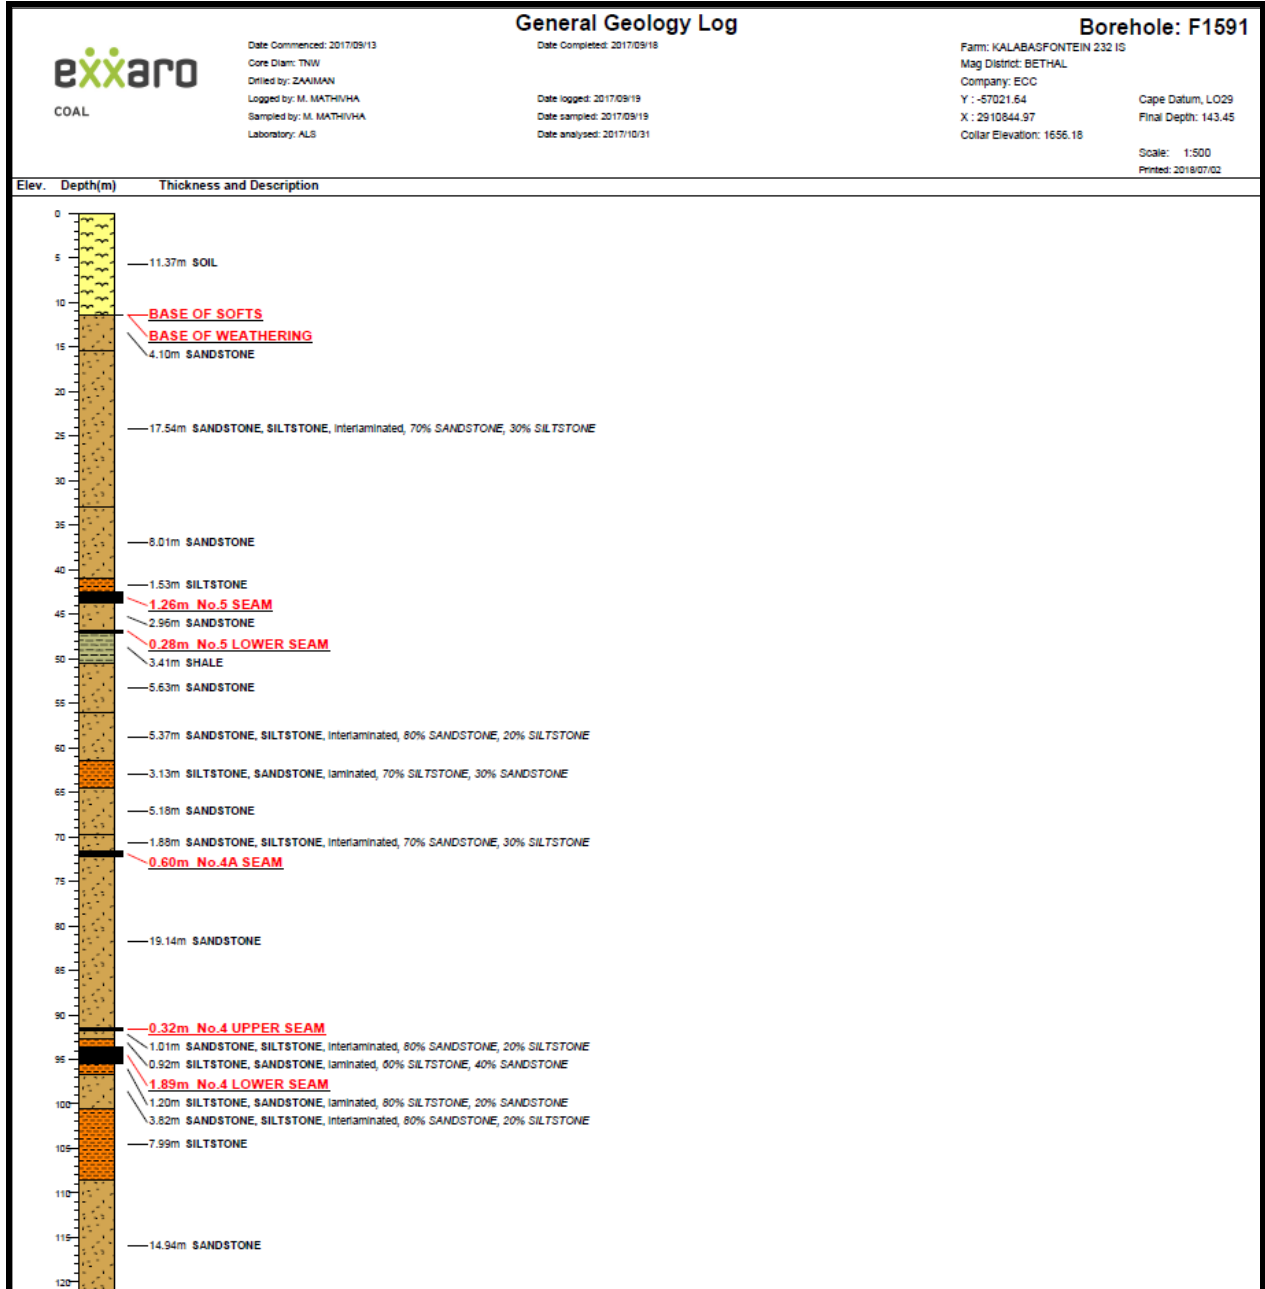 General Geology Log
Borehole: F1591
exxaro
COAL
Date Commenced: 2017/09/13
Date Completed: 2017/09/18
Core Diam: TNW
Drilled by: ZAAIMAN
Logged by: M. MATHIVHA
Date logged: 2017/09/19
Sampled by: M. MATHIVHA
Date sampled: 2017/09/19
Laboratory: ALS
Date analysed: 2017/10/31
Farm: KALABASFONTEIN 232 IS
Mag District: BETHAL
Company: ECC
Y : -57021.64
Cape Datum, LO29
X : 2910844.97
Final Depth: 143.45
Collar Elevation: 1656.18
Scale: 1:500
Printed: 2018/07/02
Elev. Depth(m) Thickness and Description
0
5
11.37m SOIL
10
BASE OF SOFTS
BASE OF WEATHERING
15
4.10m SANDSTONE
20
17.54m SANDSTONE, SILTSTONE, Interlaminated, 70% SANDSTONE, 30% SILTSTONE
25
30
35
8.01m SANDSTONE
40
1.53m SILTSTONE
1.26m No.5 SEAM
45
2.96m SANDSTONE
0.28m No.5 LOWER SEAM
50
3.41m SHALE
5.63m SANDSTONE
55
5.37m SANDSTONE, SILTSTONE, Interlaminated, 80% SANDSTONE, 20% SILTSTONE
60
3.13m SILTSTONE, SANDSTONE, laminated, 70% SILTSTONE, 30% SANDSTONE
65
5.18m SANDSTONE
70
1.88m SANDSTONE, SILTSTONE, Interlaminated, 70% SANDSTONE, 30% SILTSTONE
0.60m No.4A SEAM
75
80
19.14m SANDSTONE
85
90
0.32m No.4 UPPER SEAM
1.01m SANDSTONE, SILTSTONE, Interlaminated, 80% SANDSTONE, 20% SILTSTONE
95
0.92m SILTSTONE, SANDSTONE, laminated, 60% SILTSTONE, 40% SANDSTONE
1.89m No.4 LOWER SEAM
100
1.20m SILTSTONE, SANDSTONE, laminated, 80% SILTSTONE, 20% SANDSTONE
3.82m SANDSTONE, SILTSTONE, Interlaminated, 80% SANDSTONE, 20% SILTSTONE
105
7.99m SILTSTONE
110
115
14.94m SANDSTONE
120